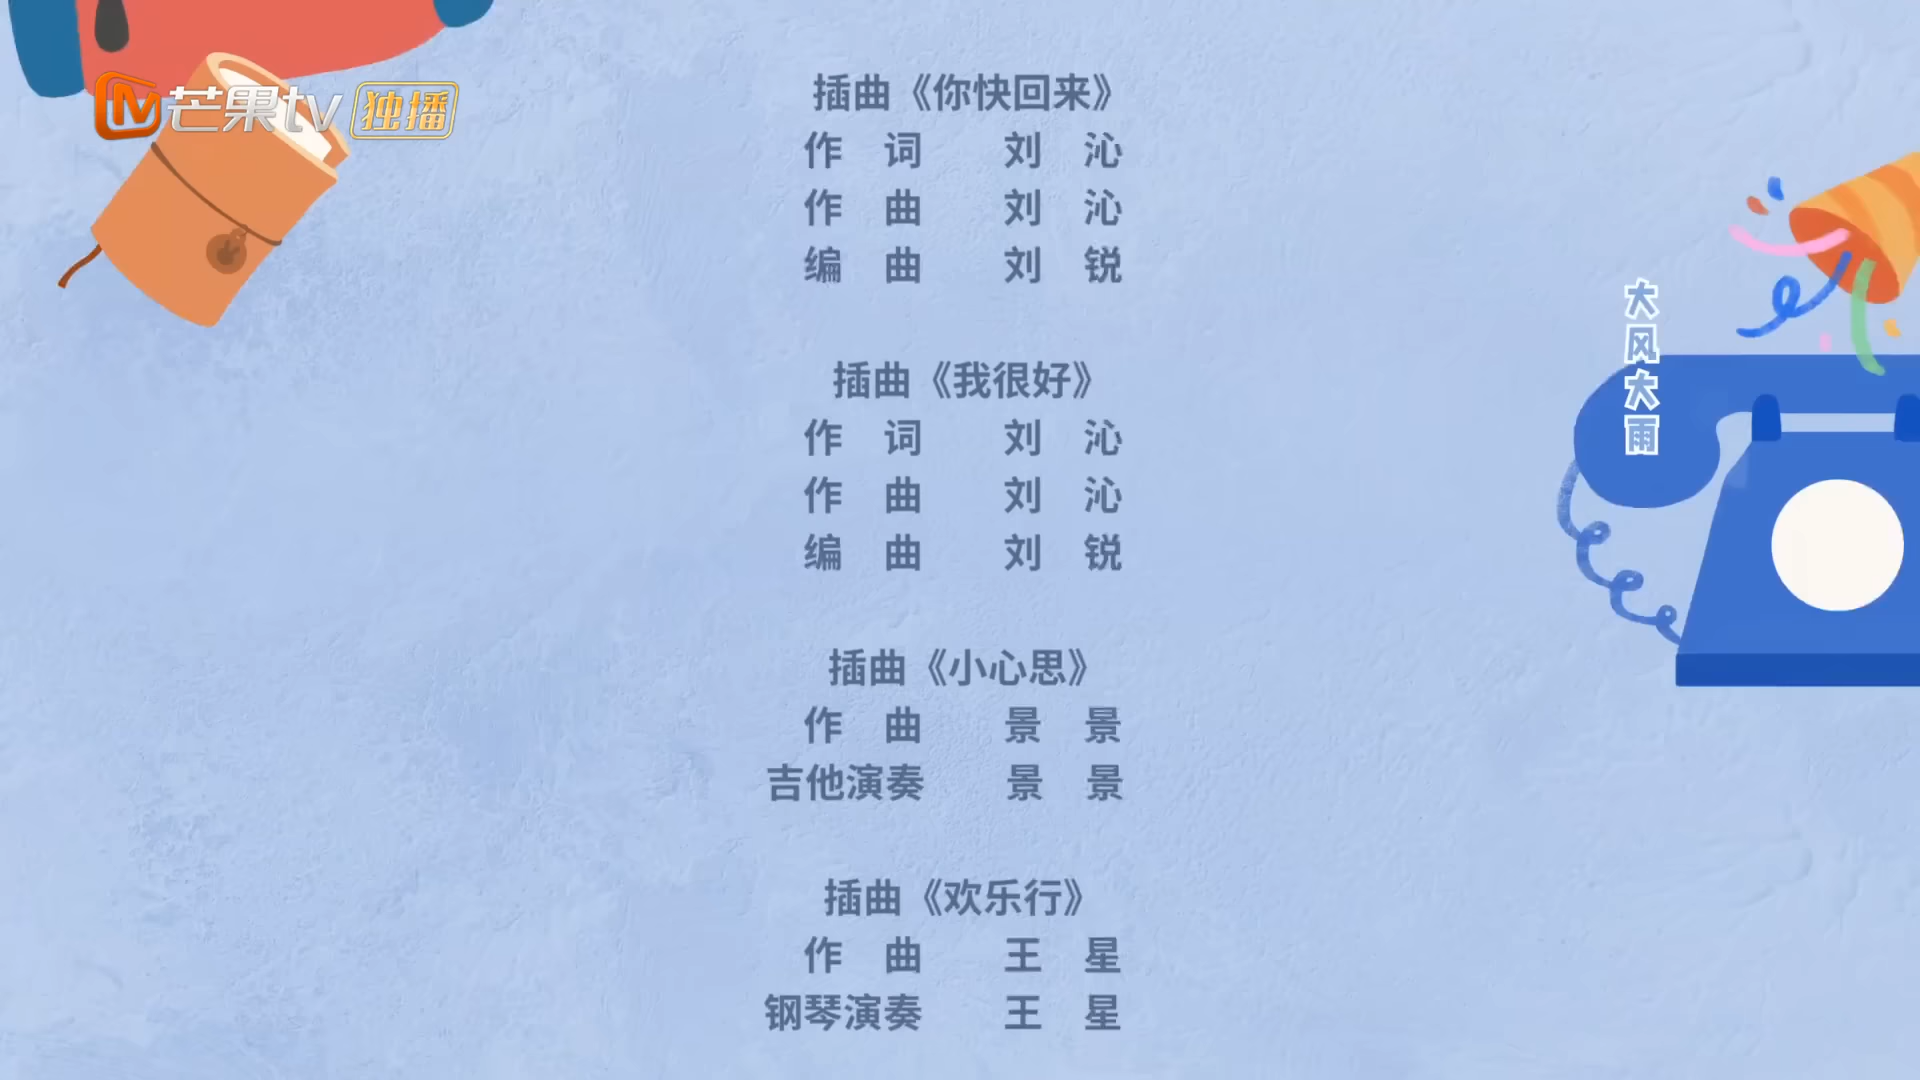 芒果tv 独播
插曲《你快回来》
作 词 刘 沁
作 曲 刘 沁
编 曲 刘 锐
插曲《我很好》
作 词 刘 沁
作 曲 刘 沁
编 曲 刘 锐
插曲《小心思》
作 曲 景 景
吉他演奏 景 景
插曲《欢乐行》
作 曲 王 星
钢琴演奏 王 星
大风大雨